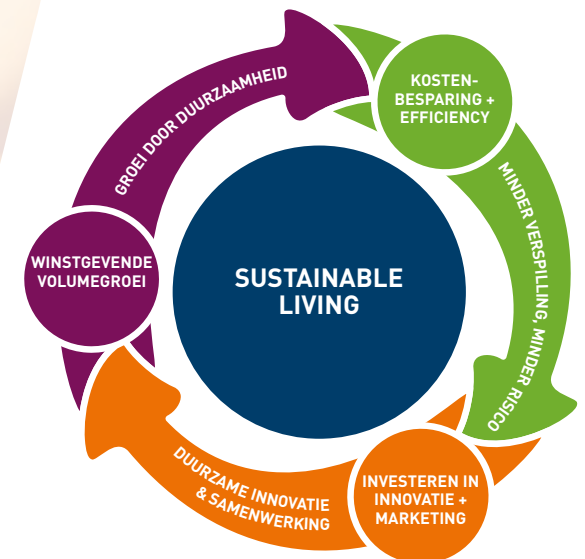 GROEI DOOR DUURZAAMHEID
KOSTEN-
BESPARING +
EFFICIENCY
MINDER VERSPILLING, MINDER RISICO
WINSTGEVENDE
VOLUMEGROEI
SUSTAINABLE
LIVING
DUURZAME INNOVATIE
& SAMENWERKING
INVESTEREN IN
INNOVATIE +
MARKETING